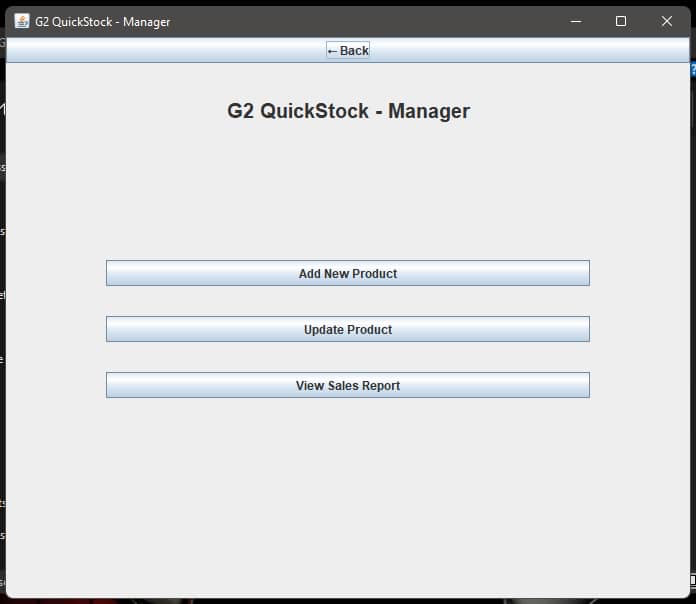 G2 QuickStock - Manager
←Back
G2 QuickStock - Manager
Add New Product
Update Product
View Sales Report